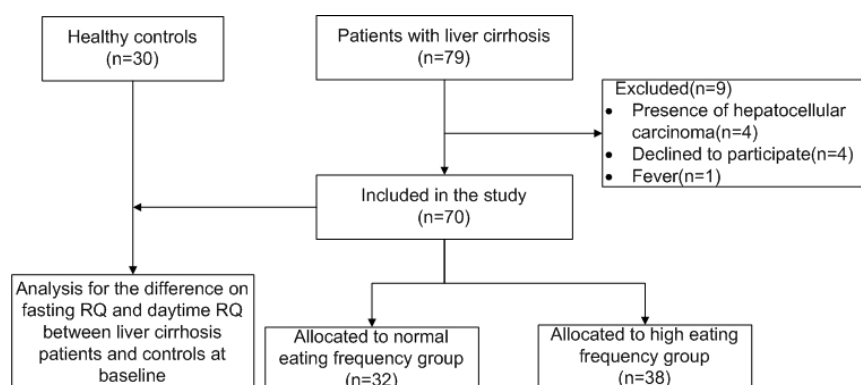 Healthy controls
(n=30)
Patients with liver cirrhosis
(n=79)
Excluded(n=9)
• Presence of hepatocellular
carcinoma(n=4)
• Declined to participate(n=4)
• Fever(n=1)
Included in the study
(n=70)
Analysis for the difference on
fasting RQ and daytime RQ
between liver cirrhosis
patients and controls at
baseline
Allocated to normal
eating frequency group
(n=32)
Allocated to high eating
frequency group
(n=38)